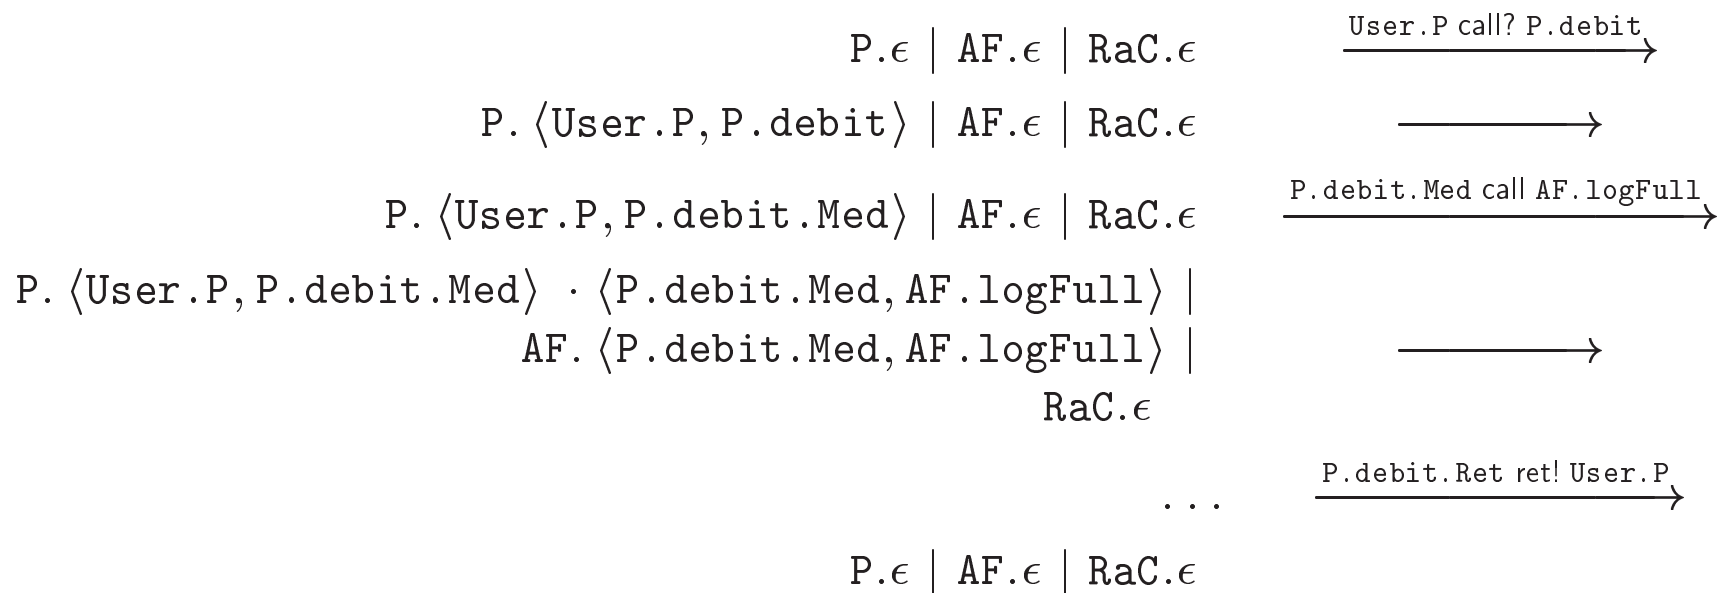 P.ϵ | AF.ϵ | RaC.ϵ User.P call? P.debit →
P.⟨User.P, P.debit⟩ | AF.ϵ | RaC.ϵ →
P.⟨User.P, P.debit.Med⟩ | AF.ϵ | RaC.ϵ P.debit.Med call AF.logFull →
P.⟨User.P, P.debit.Med⟩ · ⟨P.debit.Med, AF.logFull⟩ |
AF.⟨P.debit.Med, AF.logFull⟩ | →
RaC.ϵ
... P.debit.Ret ret! User.P →
P.ϵ | AF.ϵ | RaC.ϵ